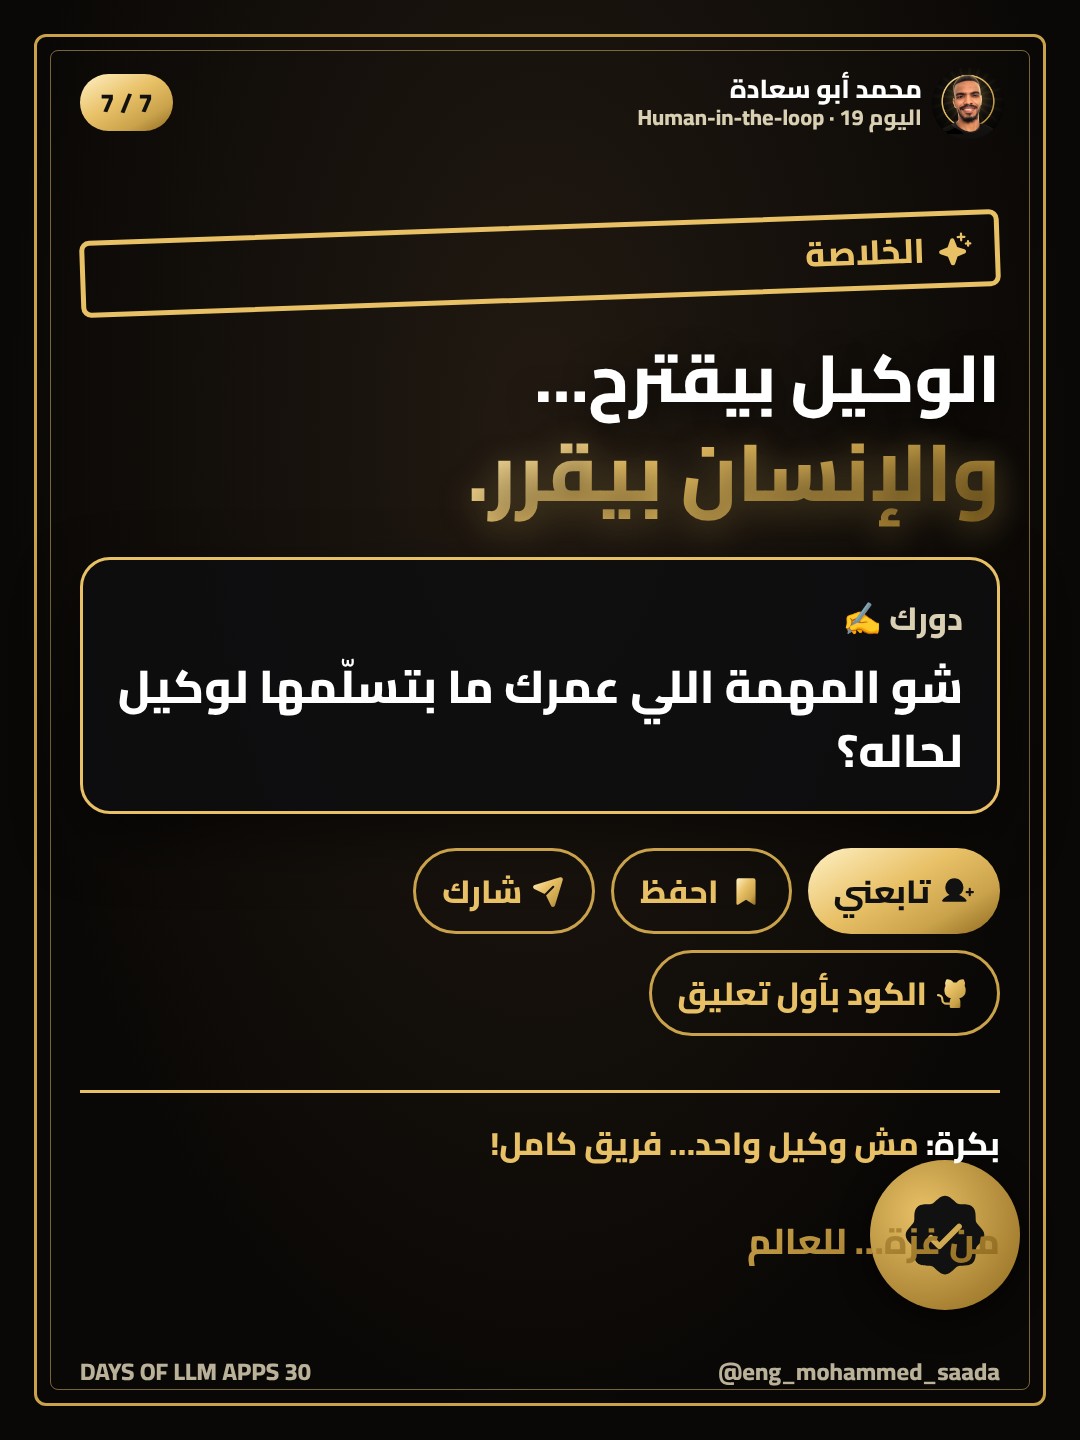 محمد أبو سعادة
اليوم 19 · Human-in-the-loop
7 / 7
الخلاصة
الوكيل بيقترح...
والإنسان بيقرر.
دورك ✍️
شو المهمة اللي عمرك ما بتسلّمها لوكيل
لحاله؟
تابعني
احفظ
شارك
الكود بأول تعليق
بكرة: مش وكيل واحد... فريق كامل!
من غزة... للعالم
@eng_mohammed_saada
DAYS OF LLM APPS 30